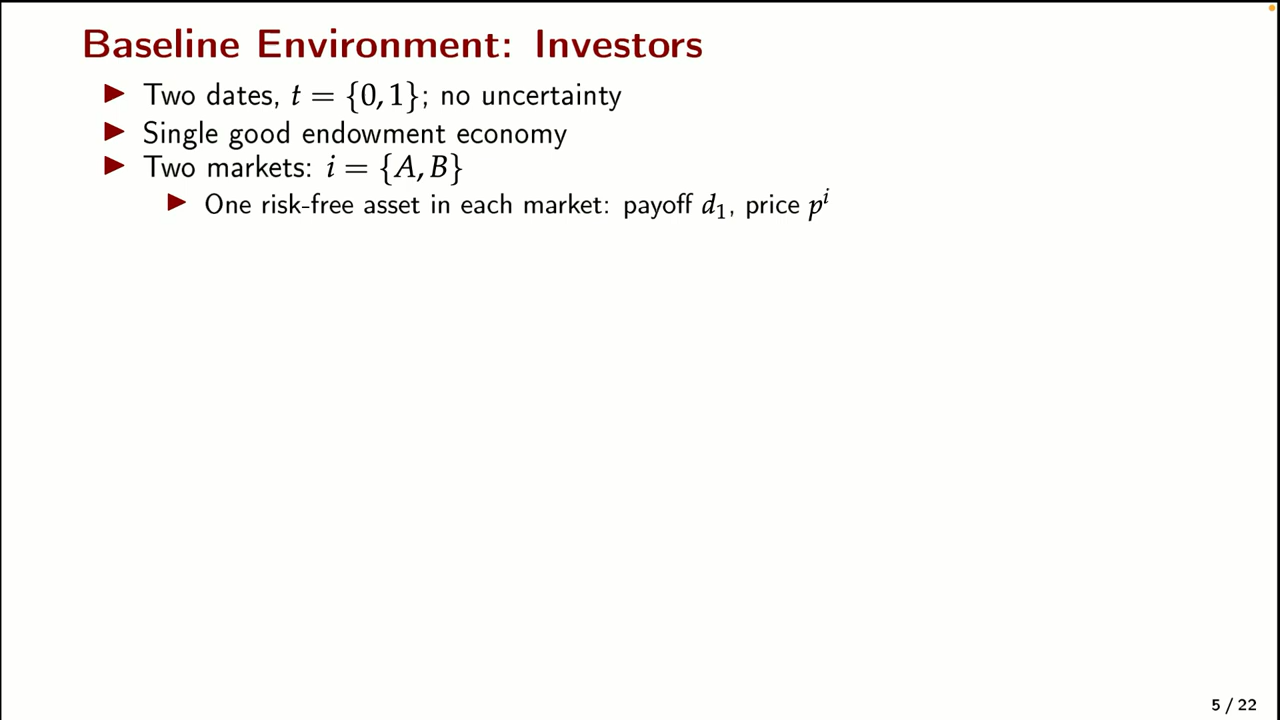 Baseline Environment: Investors
▶ Two dates, t = {0, 1}; no uncertainty
▶ Single good endowment economy
▶ Two markets: i = {A, B}
▶ One risk-free asset in each market: payoff d₁, price pⁱ
5 / 22